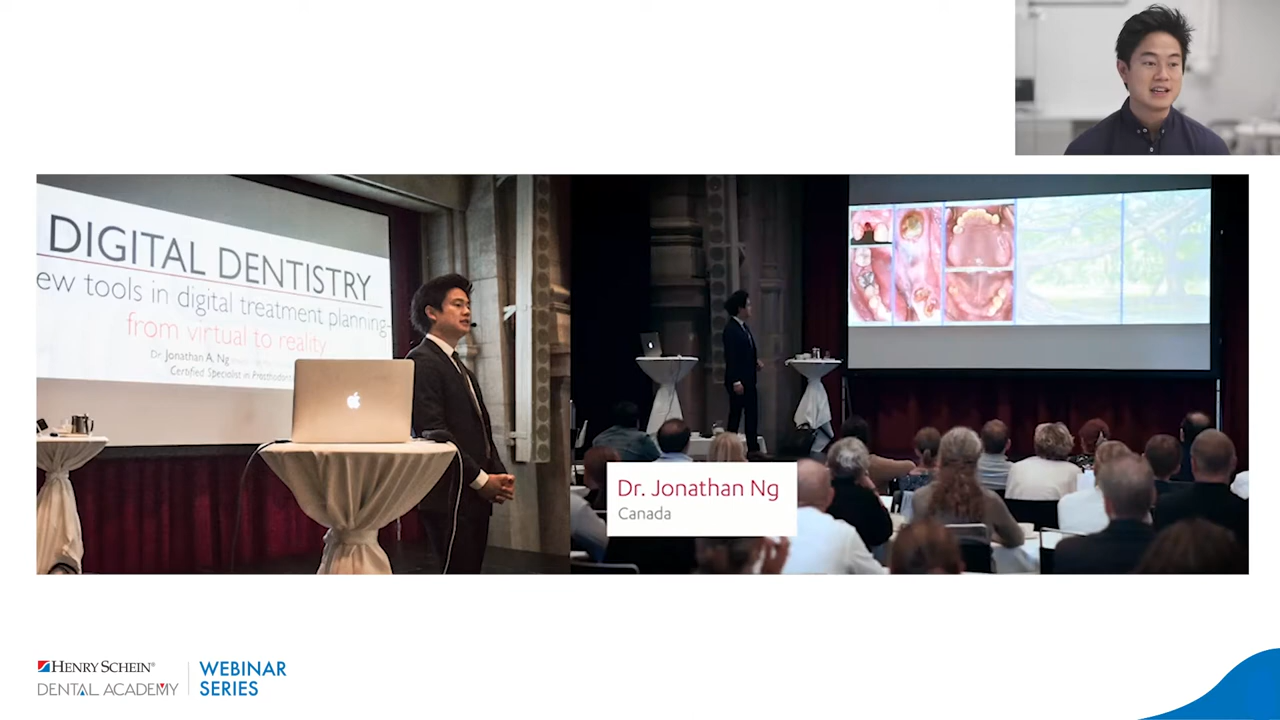 DIGITAL DENTISTRY
ew tools in digital treatment planning-
from virtual to reality
Dr. Jonathan A. Ng
Certified Specialist in Prosthodont
Dr. Jonathan Ng
Canada
HENRY SCHEIN®
DENTAL ACADEMY
WEBINAR
SERIES